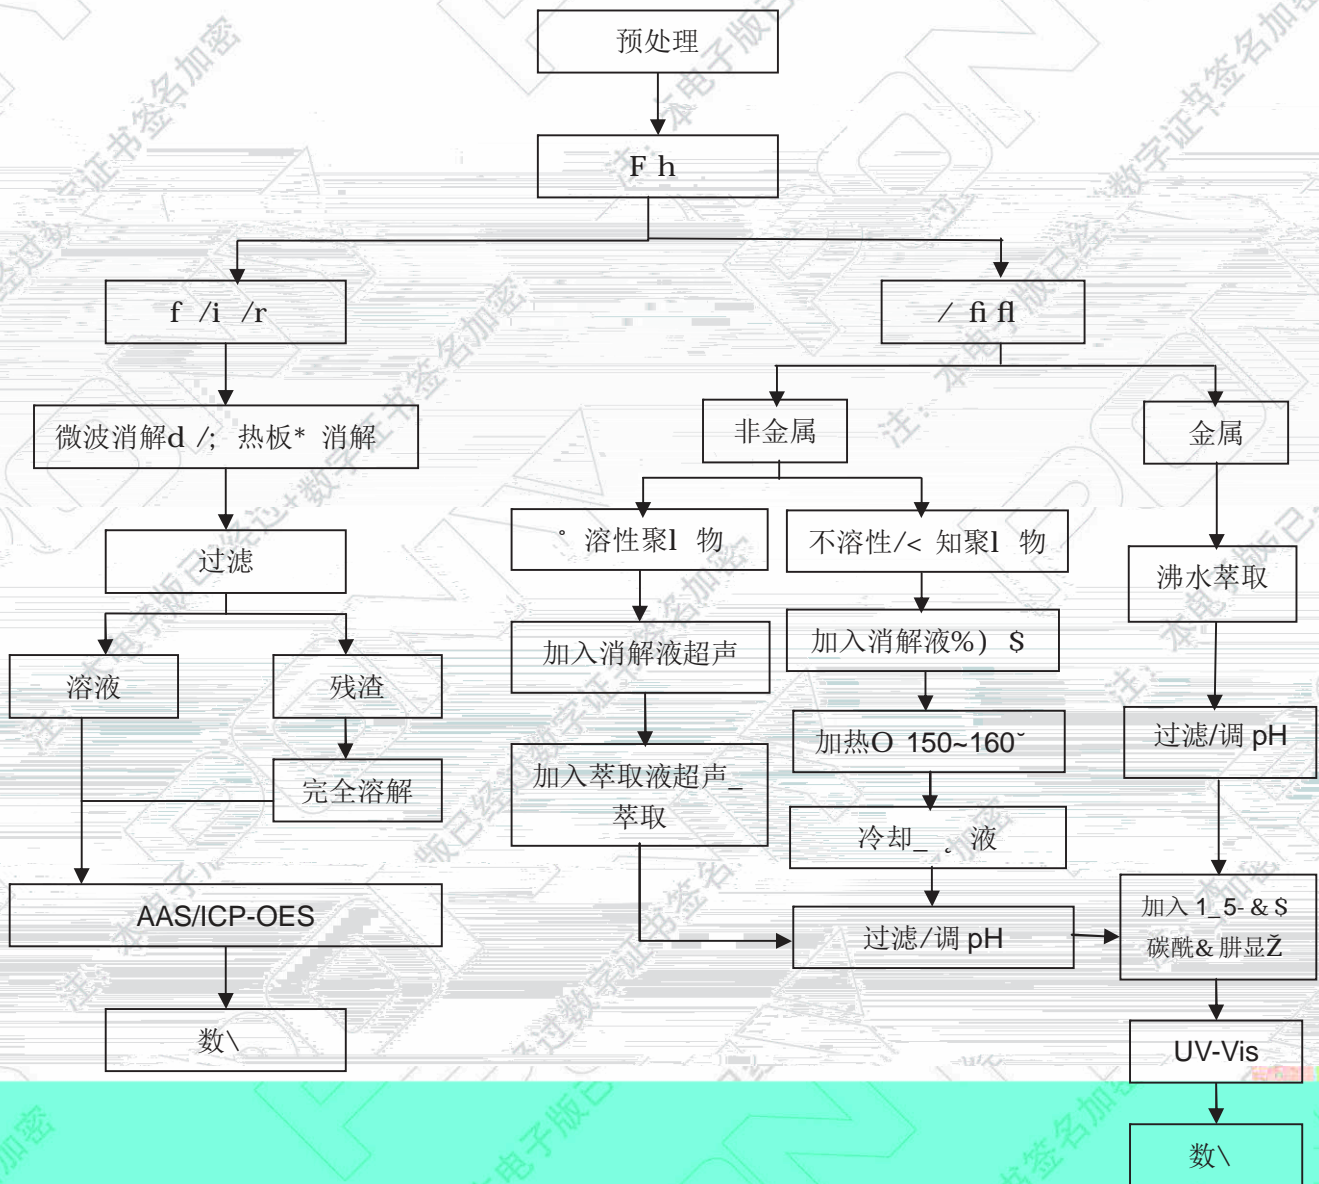 预处理
F h
f /i /r
/ fi fl
微波消解d /; 热板* 消解
非金属
金属
过滤
° 溶性聚l 物
不溶性/< 知聚l 物
沸水萃取
溶液
残渣
加入消解液超声
加入消解液%) $
过滤/调 pH
完全溶解
加入萃取液超声_
萃取
加热O 150~160˘
冷却_ 液
AAS/ICP-OES
过滤/调 pH
加入 1_5- & $
碳酰& 肼显Ž
数\
UV-Vis
数\